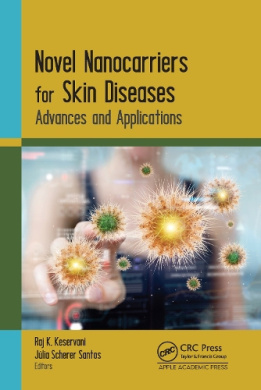 Novel Nanocarriers
for Skin Diseases
Advances and Applications
Raj K. Keservani
Júlia Scherer Santos
Editors
CRC
CRC Press
Taylor & Francis Group
APPLE ACADEMIC PRESS